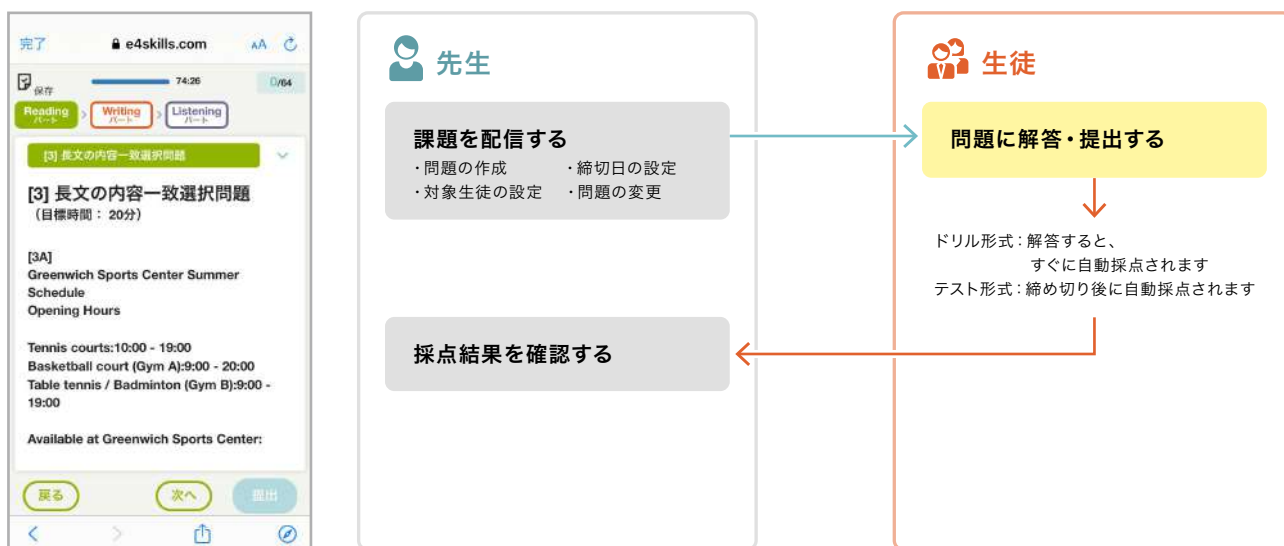 完了 e4skills.com AA
保存 74:26 0/64
Reading パート > Writing パート > Listening パート
[3] 長文の内容一致選択問題
[3] 長文の内容一致選択問題
(目標時間： 20分)
[3A]
Greenwich Sports Center Summer
Schedule
Opening Hours
Tennis courts:10:00 - 19:00
Basketball court (Gym A):9:00 - 20:00
Table tennis / Badminton (Gym B):9:00 -
19:00
Available at Greenwich Sports Center:
戻る 次へ 提出
先生
課題を配信する
・問題の作成 ・締切日の設定
・対象生徒の設定 ・問題の変更
採点結果を確認する
生徒
問題に解答・提出する
ドリル形式：解答すると、
すぐに自動採点されます
テスト形式：締め切り後に自動採点されます